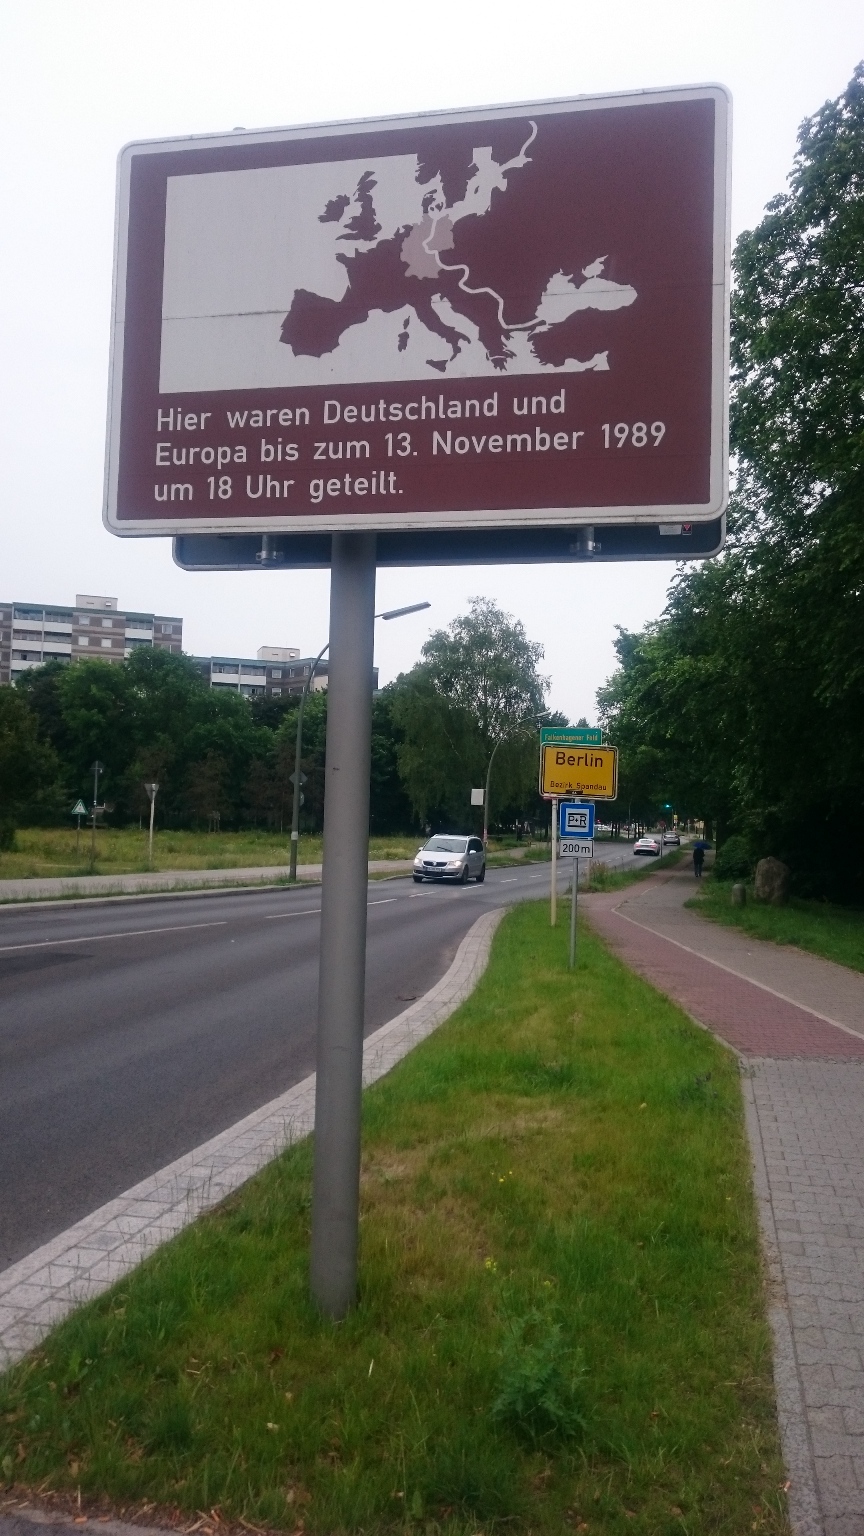 Hier waren Deutschland und
Europa bis zum 13. November 1989
um 18 Uhr geteilt.
Falkenhagener Feld
Berlin
Bezirk Spandau
P+R
200 m